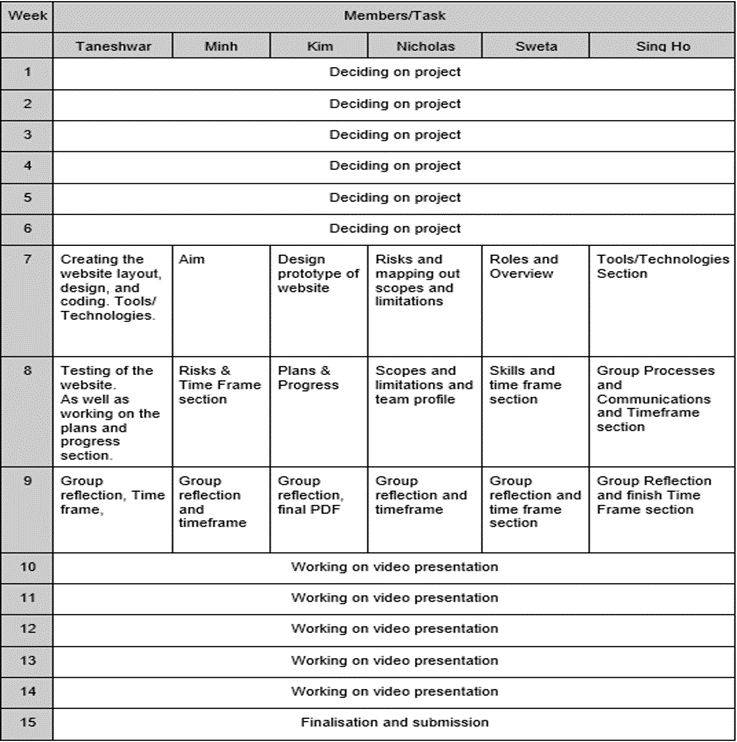 Week Members/Task
Taneshwar Minh Kim Nicholas Sweta Sing Ho
1 Deciding on project
2 Deciding on project
3 Deciding on project
4 Deciding on project
5 Deciding on project
6 Deciding on project
7
Creating the
website layout,
design, and
coding. Tools/
Technologies.
Aim
Design
prototype of
website
Risks and
mapping out
scopes and
limitations
Roles and
Overview
Tools/Technologies
Section
8
Testing of the
website.
As well as
working on the
plans and
progress
section.
Risks &
Time Frame
section
Plans &
Progress
Scopes and
limitations and
team profile
Skills and
time frame
section
Group Processes
and
Communications
and Timeframe
section
9
Group
reflection, Time
frame,
Group
reflection
and
timeframe
Group
reflection,
final PDF
Group
reflection and
timeframe
Group
reflection and
time frame
section
Group Reflection
and finish Time
Frame section
10 Working on video presentation
11 Working on video presentation
12 Working on video presentation
13 Working on video presentation
14 Working on video presentation
15 Finalisation and submission